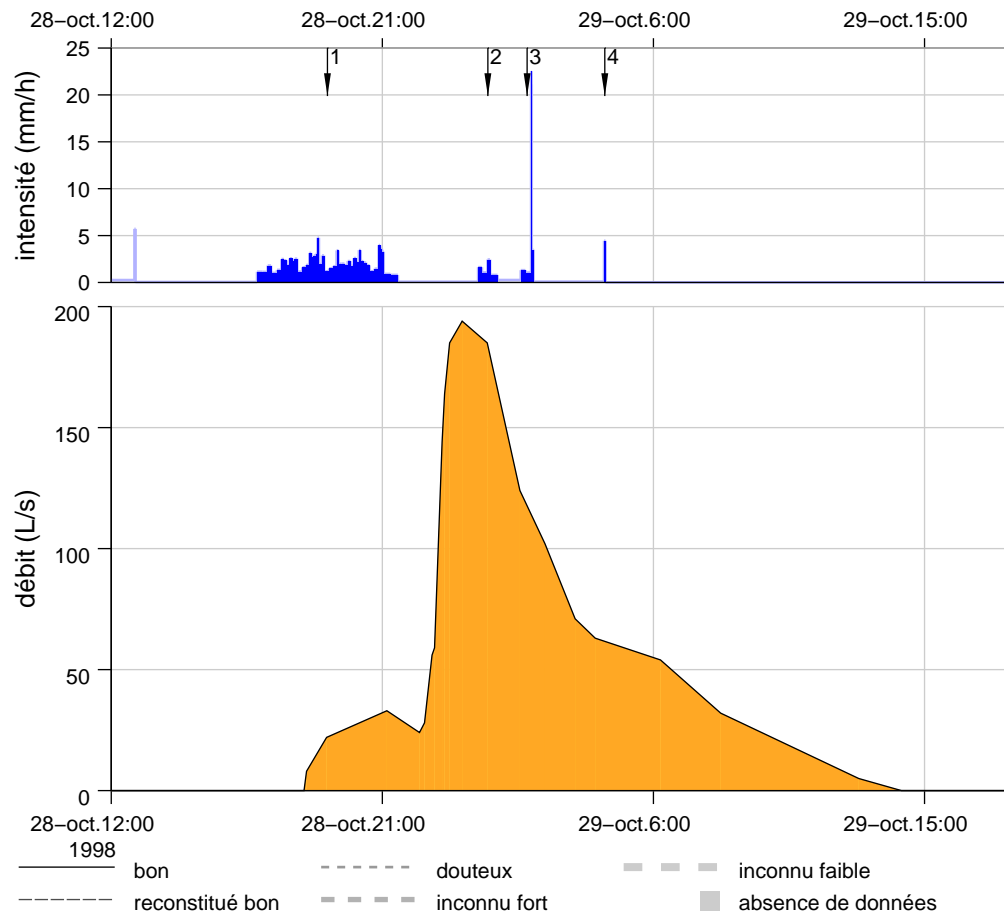 28−oct.12:00 28−oct.21:00 29−oct.6:00 29−oct.15:00
25
1 2 3 4
20
15
10
5
0
intensité (mm/h)
200
150
100
50
0
débit (L/s)
28−oct.12:00 28−oct.21:00 29−oct.6:00 29−oct.15:00
1998
bon douteux inconnu faible
reconstitué bon inconnu fort absence de données